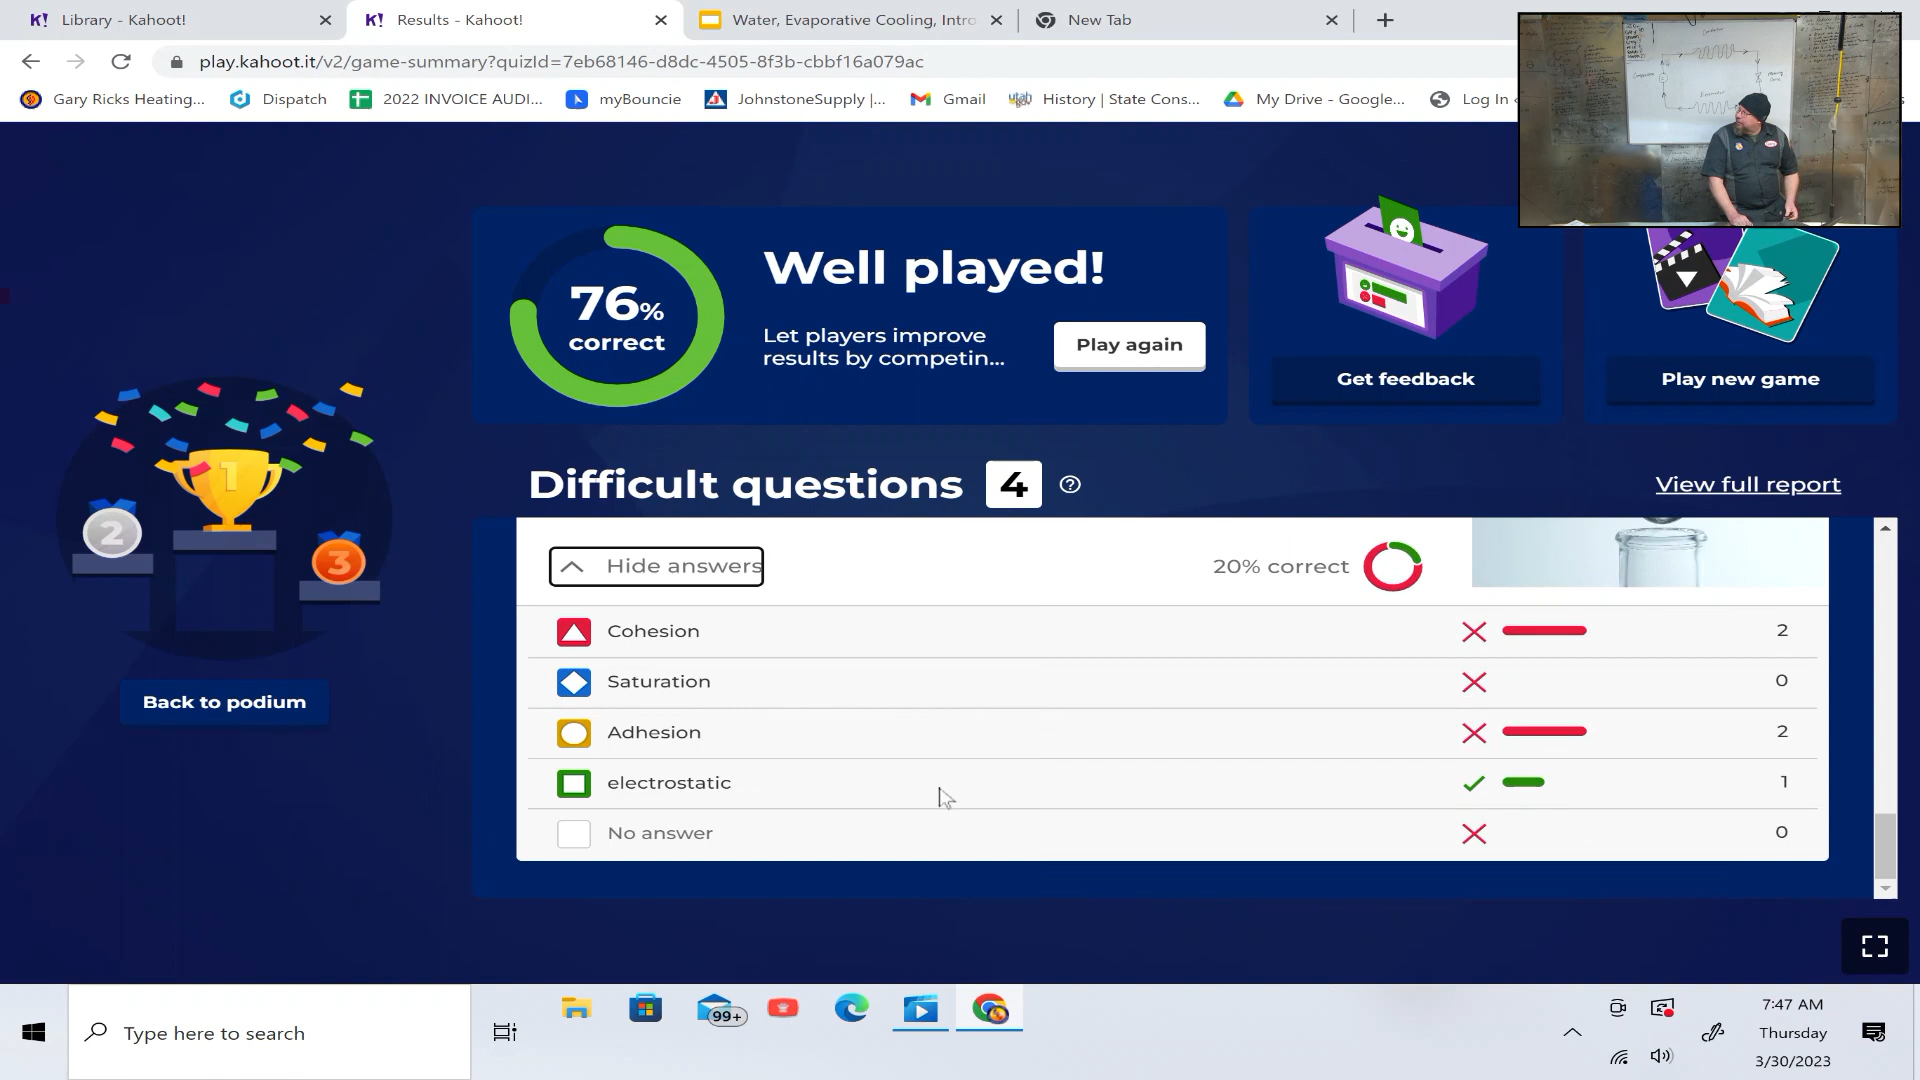 Library - Kahoot!
Results - Kahoot!
Water, Evaporative Cooling, Intro
New Tab
play.kahoot.it/v2/game-summary?quizId=7eb68146-d8dc-4505-8f3b-cbbf16a079ac
Gary Ricks Heating...
Dispatch
2022 INVOICE AUDI...
myBouncie
JohnstoneSupply |...
Gmail
utah
History | State Cons...
My Drive - Google...
Log In
76% correct
Well played!
Let players improve
results by competin...
Play again
Get feedback
Play new game
Difficult questions 4
View full report
1
2
3
Back to podium
Hide answers
20% correct
Cohesion 2
Saturation 0
Adhesion 2
electrostatic 1
No answer 0
99+
Type here to search
7:47 AM
Thursday
3/30/2023